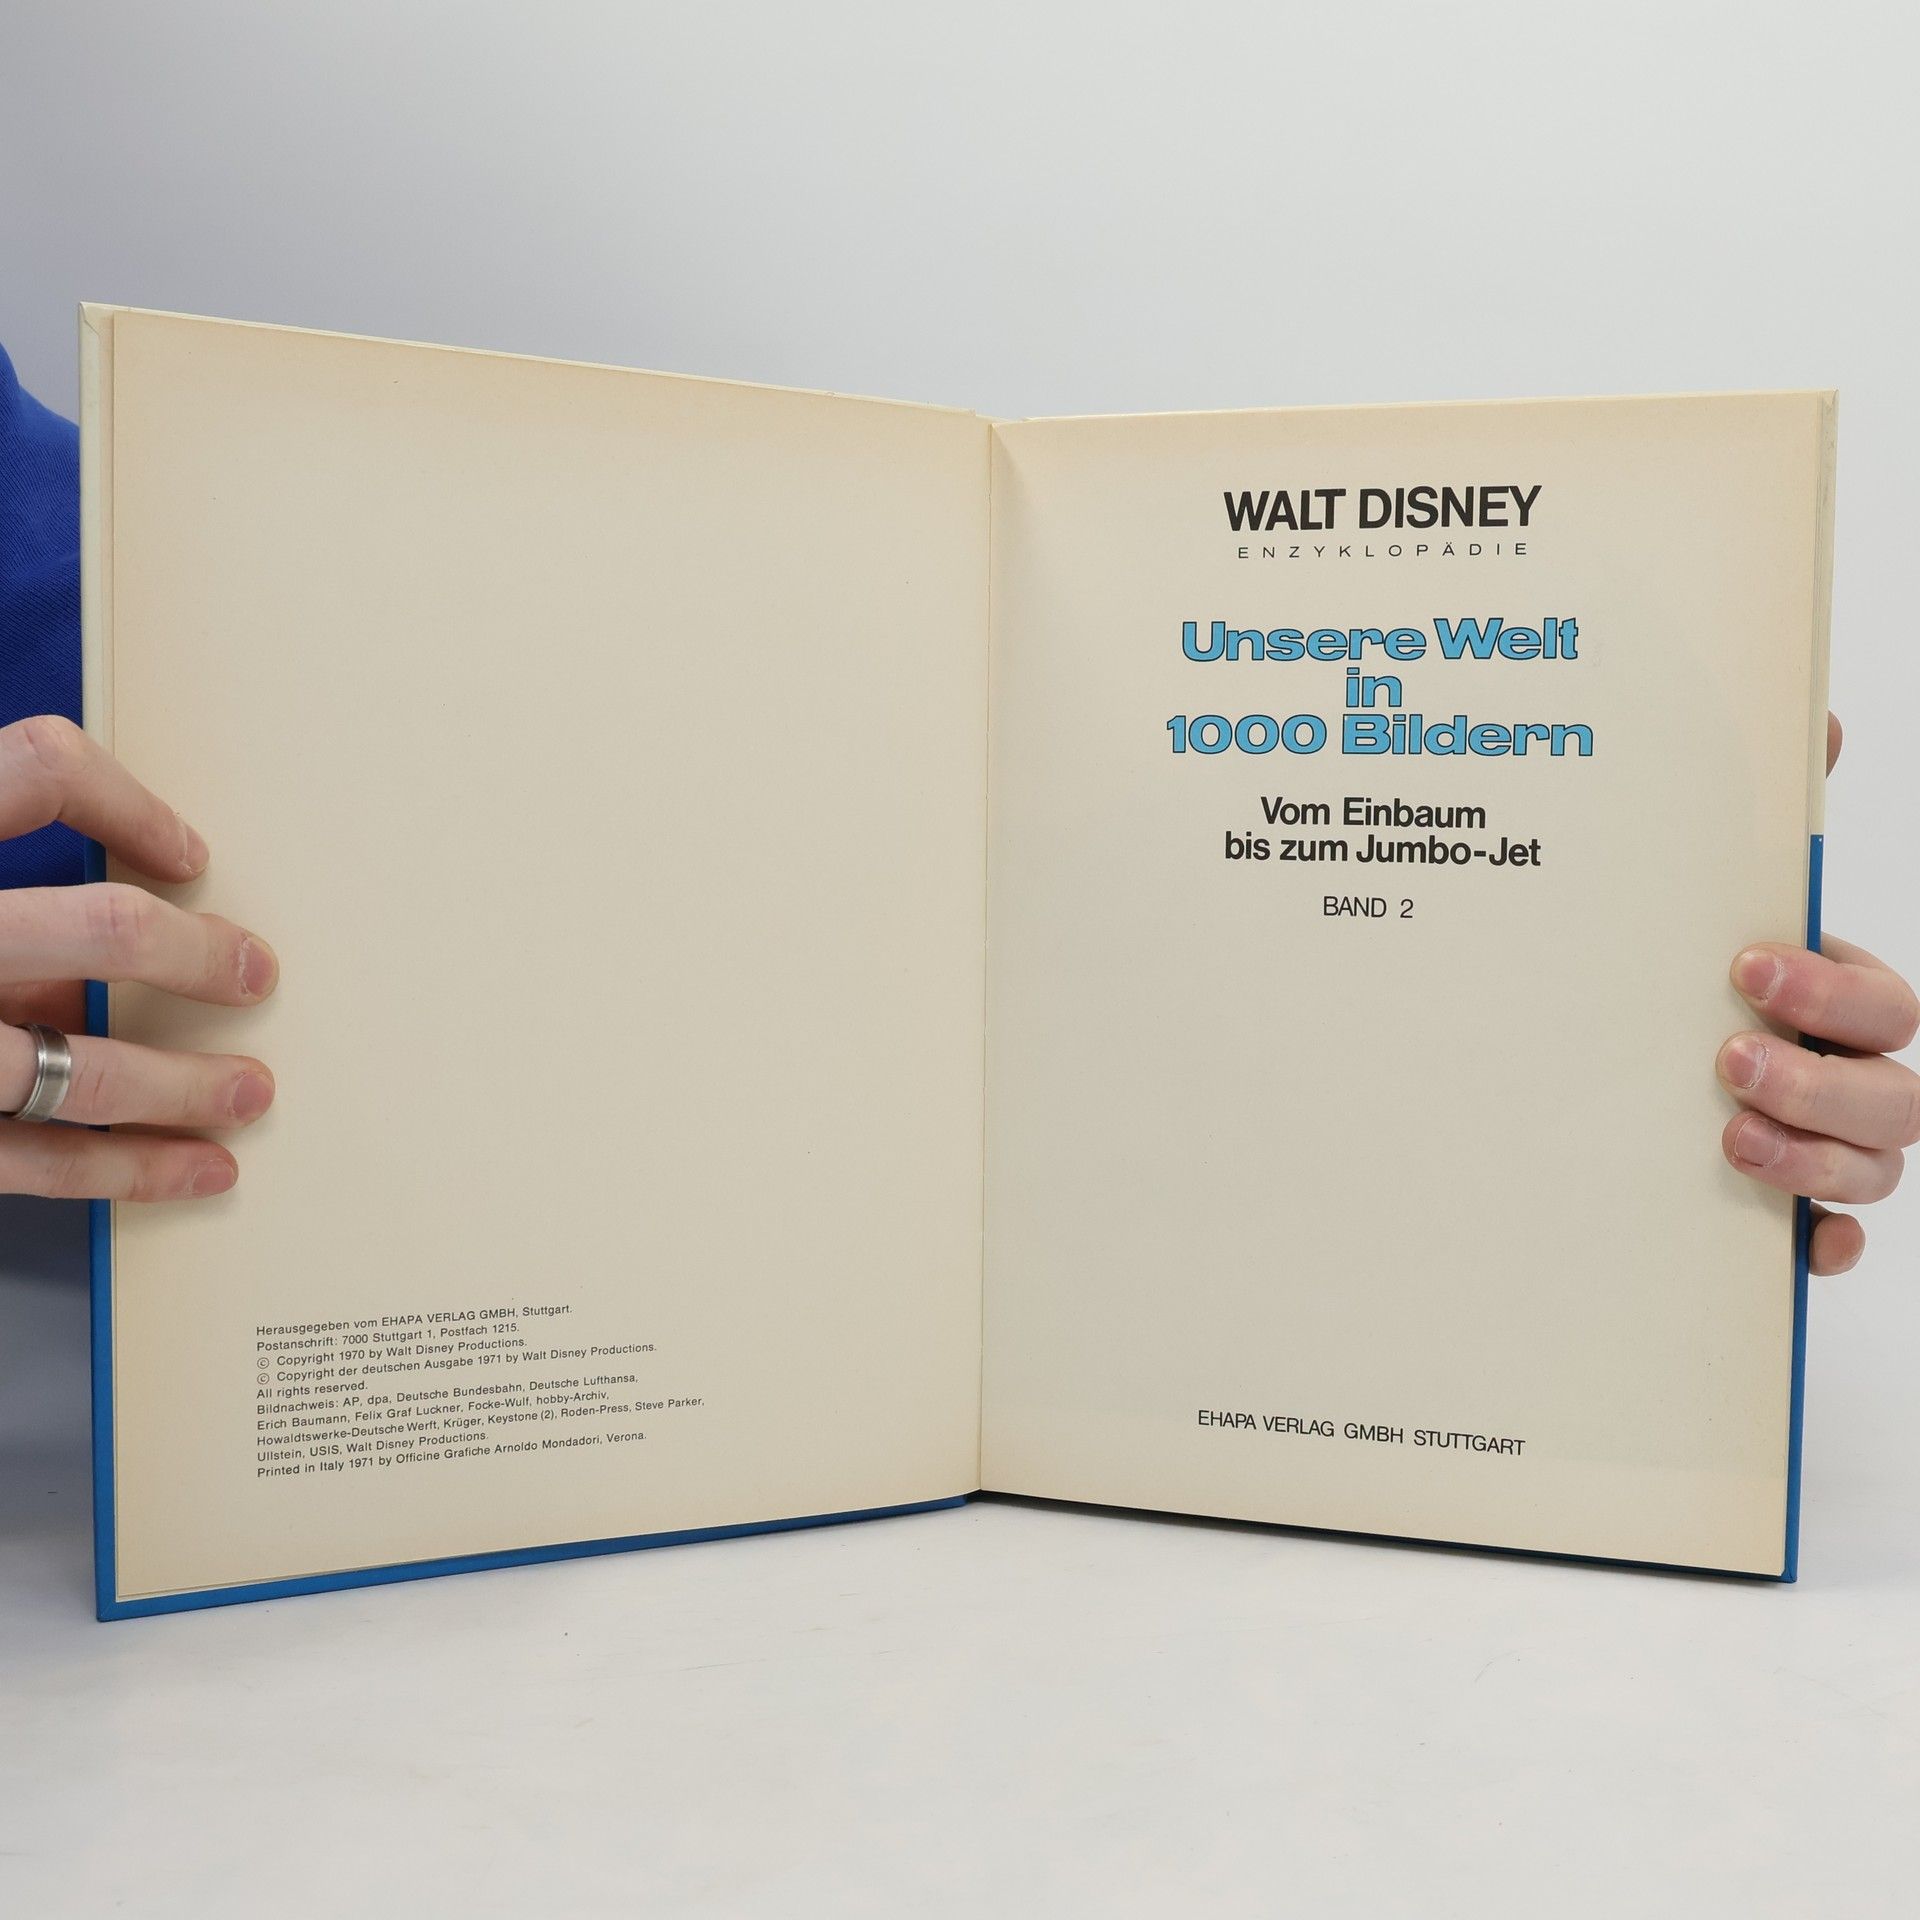 Herausgegeben vom EHAPA VERLAG GMBH, Stuttgart.
Postanschrift: 7000 Stuttgart 1, Postfach 1215.
© Copyright 1970 by Walt Disney Productions.
© Copyright der deutschen Ausgabe 1971 by Walt Disney Productions.
All rights reserved.
Bildnachweis: AP, dpa, Deutsche Bundesbahn, Deutsche Lufthansa,
Erich Baumann, Felix Graf Luckner, Focke-Wulf, hobby-Archiv,
Howaldtswerke-Deutsche Werft, Krüger, Keystone (2), Roden-Press, Steve Parker,
Ullstein, USIS, Walt Disney Productions.
Printed in Italy 1971 by Officine Grafiche Arnoldo Mondadori, Verona.
WALT DISNEY
ENZYKLOPÄDIE
Unsere Welt
in
1000 Bildern
Vom Einbaum
bis zum Jumbo-Jet
BAND 2
EHAPA VERLAG GMBH STUTTGART